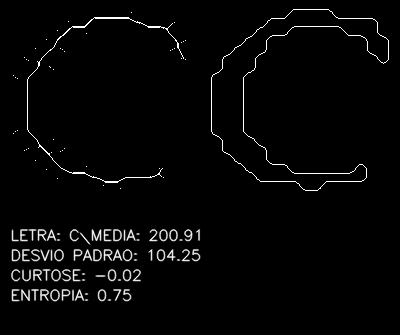 LETRA: C\MEDIA: 200.91
DESVIO PADRAO: 104.25
CURTOSE: -0.02
ENTROPIA: 0.75